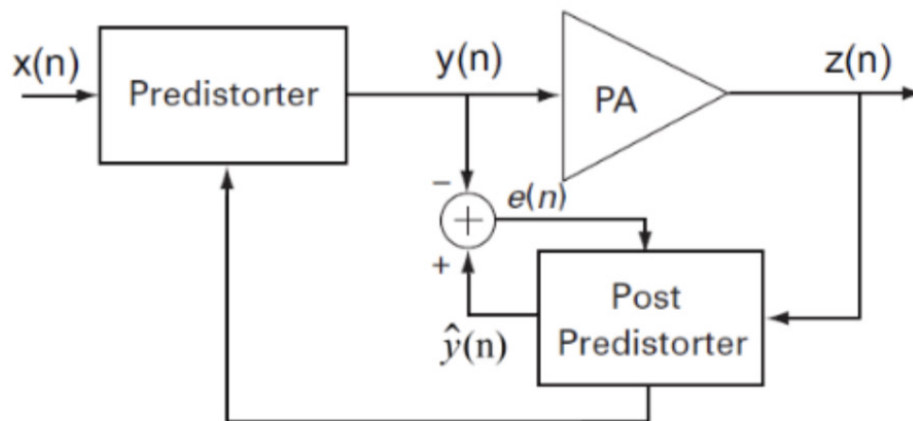 x(n)
Predistorter
y(n)
PA
z(n)
−
e(n)
+
+
ŷ(n)
Post
Predistorter